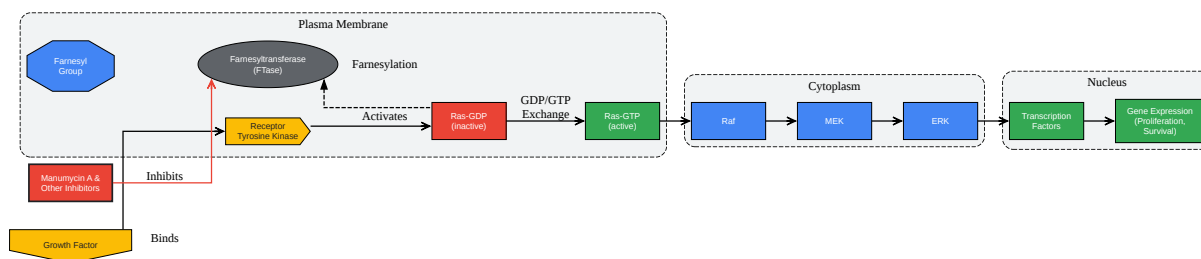 Plasma Membrane
Farnesyl
Group
Farnesyltransferase
(FTase)
Farnesylation
Receptor
Tyrosine Kinase
Activates
Ras-GDP
(inactive)
GDP/GTP
Exchange
Ras-GTP
(active)
Cytoplasm
Raf
MEK
ERK
Nucleus
Transcription
Factors
Gene Expression
(Proliferation,
Survival)
Manumycin A &
Other Inhibitors
Inhibits
Growth Factor
Binds